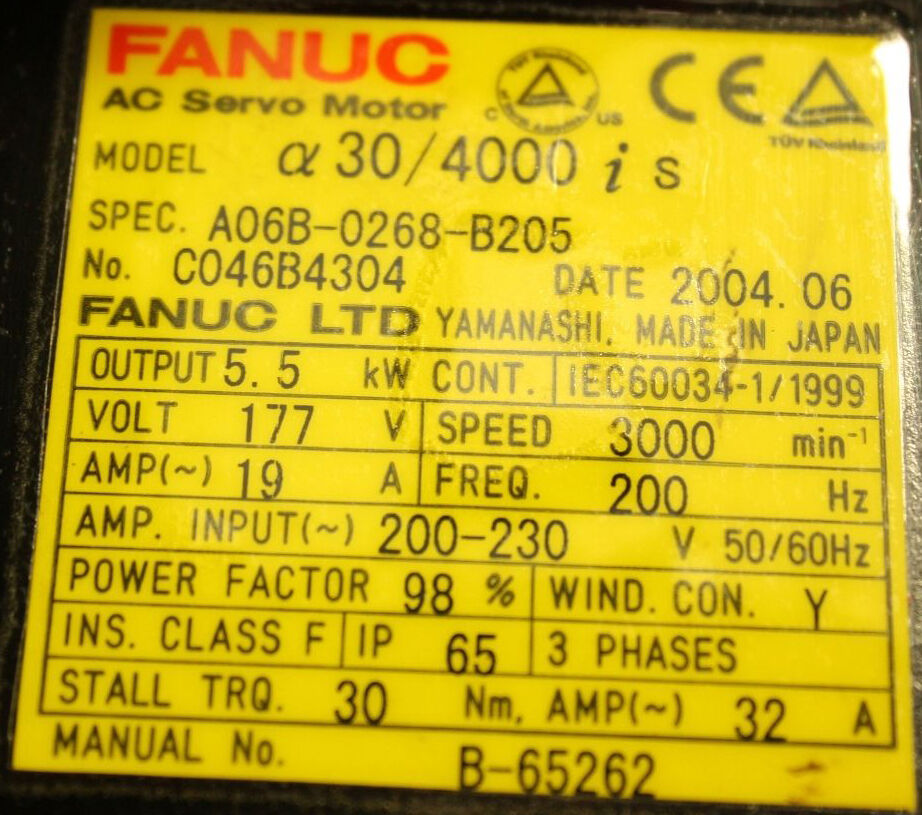 FANUC
AC Servo Motor
C US
TÜV Rheinland
MODEL α30/4000 i s
SPEC. A06B-0268-B205
No. C046B4304 DATE 2004.06
FANUC LTD YAMANASHI. MADE IN JAPAN
OUTPUT 5.5 kW CONT. IEC60034-1/1999
VOLT 177 V SPEED 3000 min⁻¹
AMP(~) 19 A FREQ. 200 Hz
AMP. INPUT(~) 200-230 V 50/60Hz
POWER FACTOR 98 % WIND. CON. Y
INS. CLASS F IP 65 3 PHASES
STALL TRQ. 30 Nm, AMP(~) 32 A
MANUAL No. B-65262